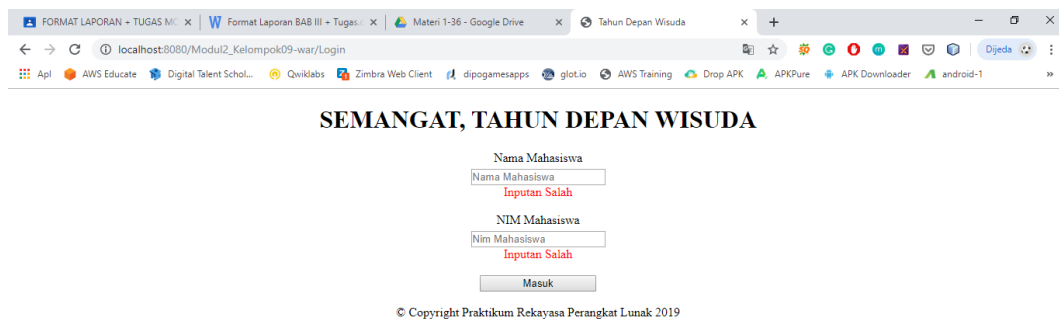 FORMAT LAPORAN + TUGAS MO
Format Laporan BAB III + Tugas.c
Materi 1-36 - Google Drive
Tahun Depan Wisuda
localhost:8080/Modul2_Kelompok09-war/Login
Dijeda
Apl AWS Educate Digital Talent Schol... Qwiklabs Zimbra Web Client dipogamesapps glot.io AWS Training Drop APK APKPure APK Downloader android-1 »
SEMANGAT, TAHUN DEPAN WISUDA
Nama Mahasiswa
Nama Mahasiswa
Inputan Salah
NIM Mahasiswa
Nim Mahasiswa
Inputan Salah
Masuk
© Copyright Praktikum Rekayasa Perangkat Lunak 2019